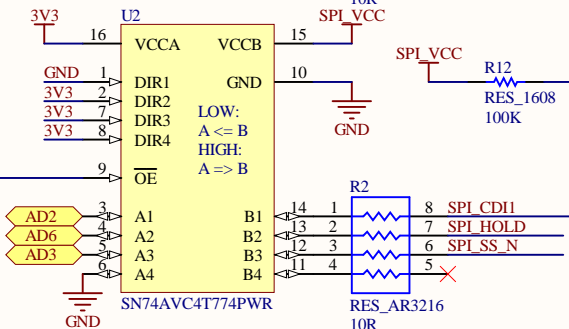 10R
U2
3V3
SPI_VCC
16
VCCA
VCCB
15
SPI_VCC
GND
1
DIR1
GND
10
R12
3V3
2
DIR2
RES_1608
3V3
7
DIR3
LOW:
100K
3V3
8
DIR4
A <= B
GND
HIGH:
A => B
9
OE
R2
AD2
3
A1
B1
14
1
8
SPI_CDI1
AD6
4
A2
B2
13
2
7
SPI_HOLD
AD3
5
A3
B3
12
3
6
SPI_SS_N
6
A4
B4
11
4
5
SN74AVC4T774PWR
RES_AR3216
GND
10R